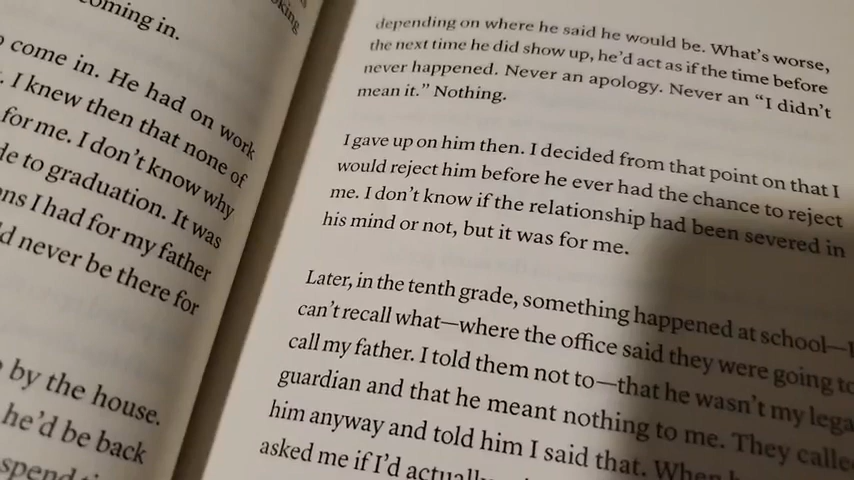 oming in.
oking
come in. He had on work
. I knew then that none of
for me. I don't know why
de to graduation. It was
ns I had for my father
d never be there for
by the house.
he'd be back
spend
depending on where he said he would be. What's worse,
the next time he did show up, he'd act as if the time before
never happened. Never an apology. Never an “I didn't
mean it.” Nothing.
I gave up on him then. I decided from that point on that I
would reject him before he ever had the chance to reject
me. I don't know if the relationship had been severed in
his mind or not, but it was for me.
Later, in the tenth grade, something happened at school—I
can't recall what—where the office said they were going to
call my father. I told them not to—that he wasn't my lega
guardian and that he meant nothing to me. They calle
him anyway and told him I said that. When
asked me if I'd actually